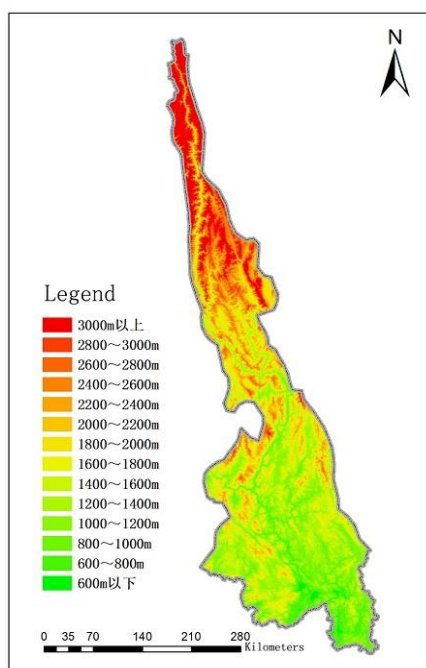 N
Legend
3000m以上
2800～3000m
2600～2800m
2400～2600m
2200～2400m
2000～2200m
1800～2000m
1600～1800m
1400～1600m
1200～1400m
1000～1200m
800～1000m
600～800m
600m以下
0 35 70 140 210 280
Kilometers